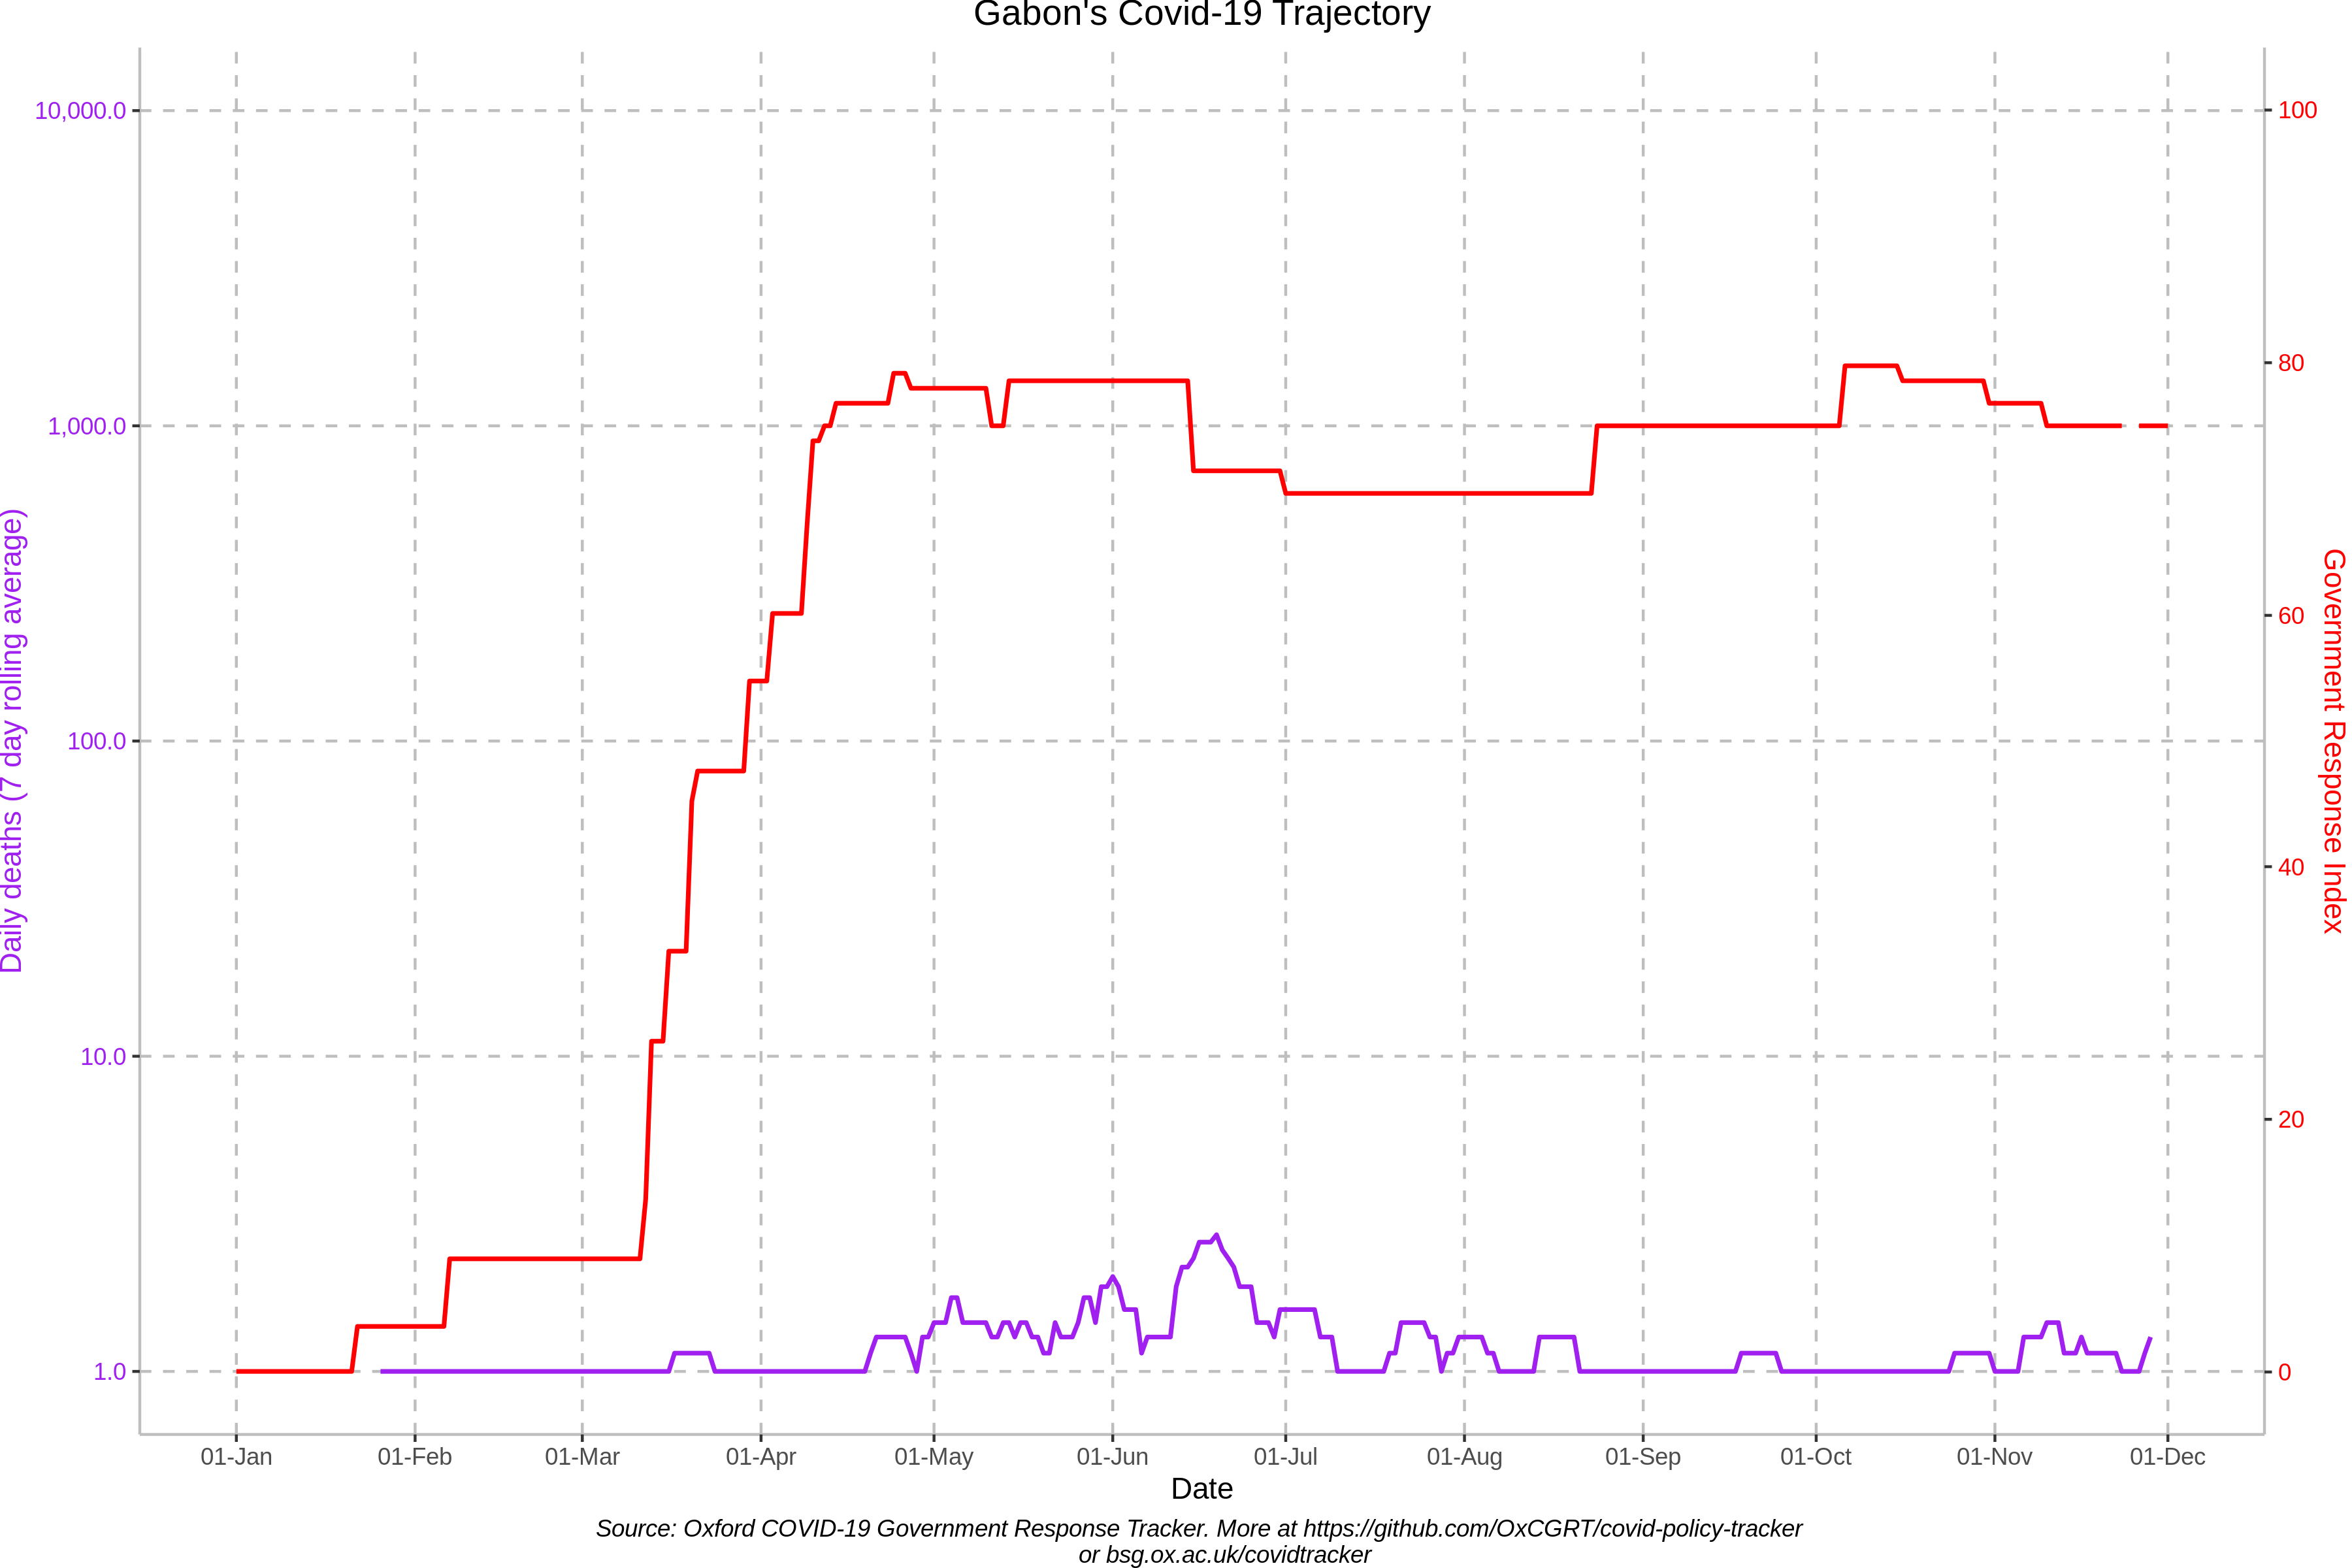 Gabon's Covid-19 Trajectory
Daily deaths (7 day rolling average)
10,000.0
1,000.0
100.0
10.0
1.0
100
80
60
40
20
0
Government Response Index
01-Jan 01-Feb 01-Mar 01-Apr 01-May 01-Jun 01-Jul 01-Aug 01-Sep 01-Oct 01-Nov 01-Dec
Date
Source: Oxford COVID-19 Government Response Tracker. More at https://github.com/OxCGRT/covid-policy-tracker
or bsg.ox.ac.uk/covidtracker